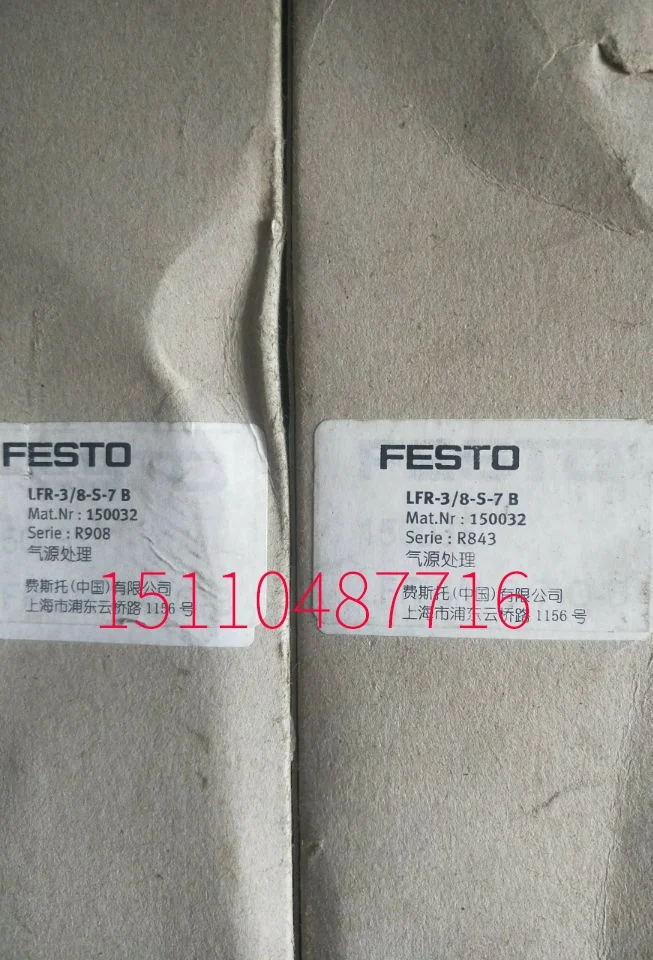 FESTO
LFR-3/8-S-7 B
Mat.Nr : 150032
Serie : R908
气源处理
费斯托(中国)有限公司
上海市浦东云桥路 1156 号
FESTO
LFR-3/8-S-7 B
Mat.Nr : 150032
Serie : R843
气源处理
费斯托(中国)有限公司
上海市浦东云桥路 1156 号
15110487716